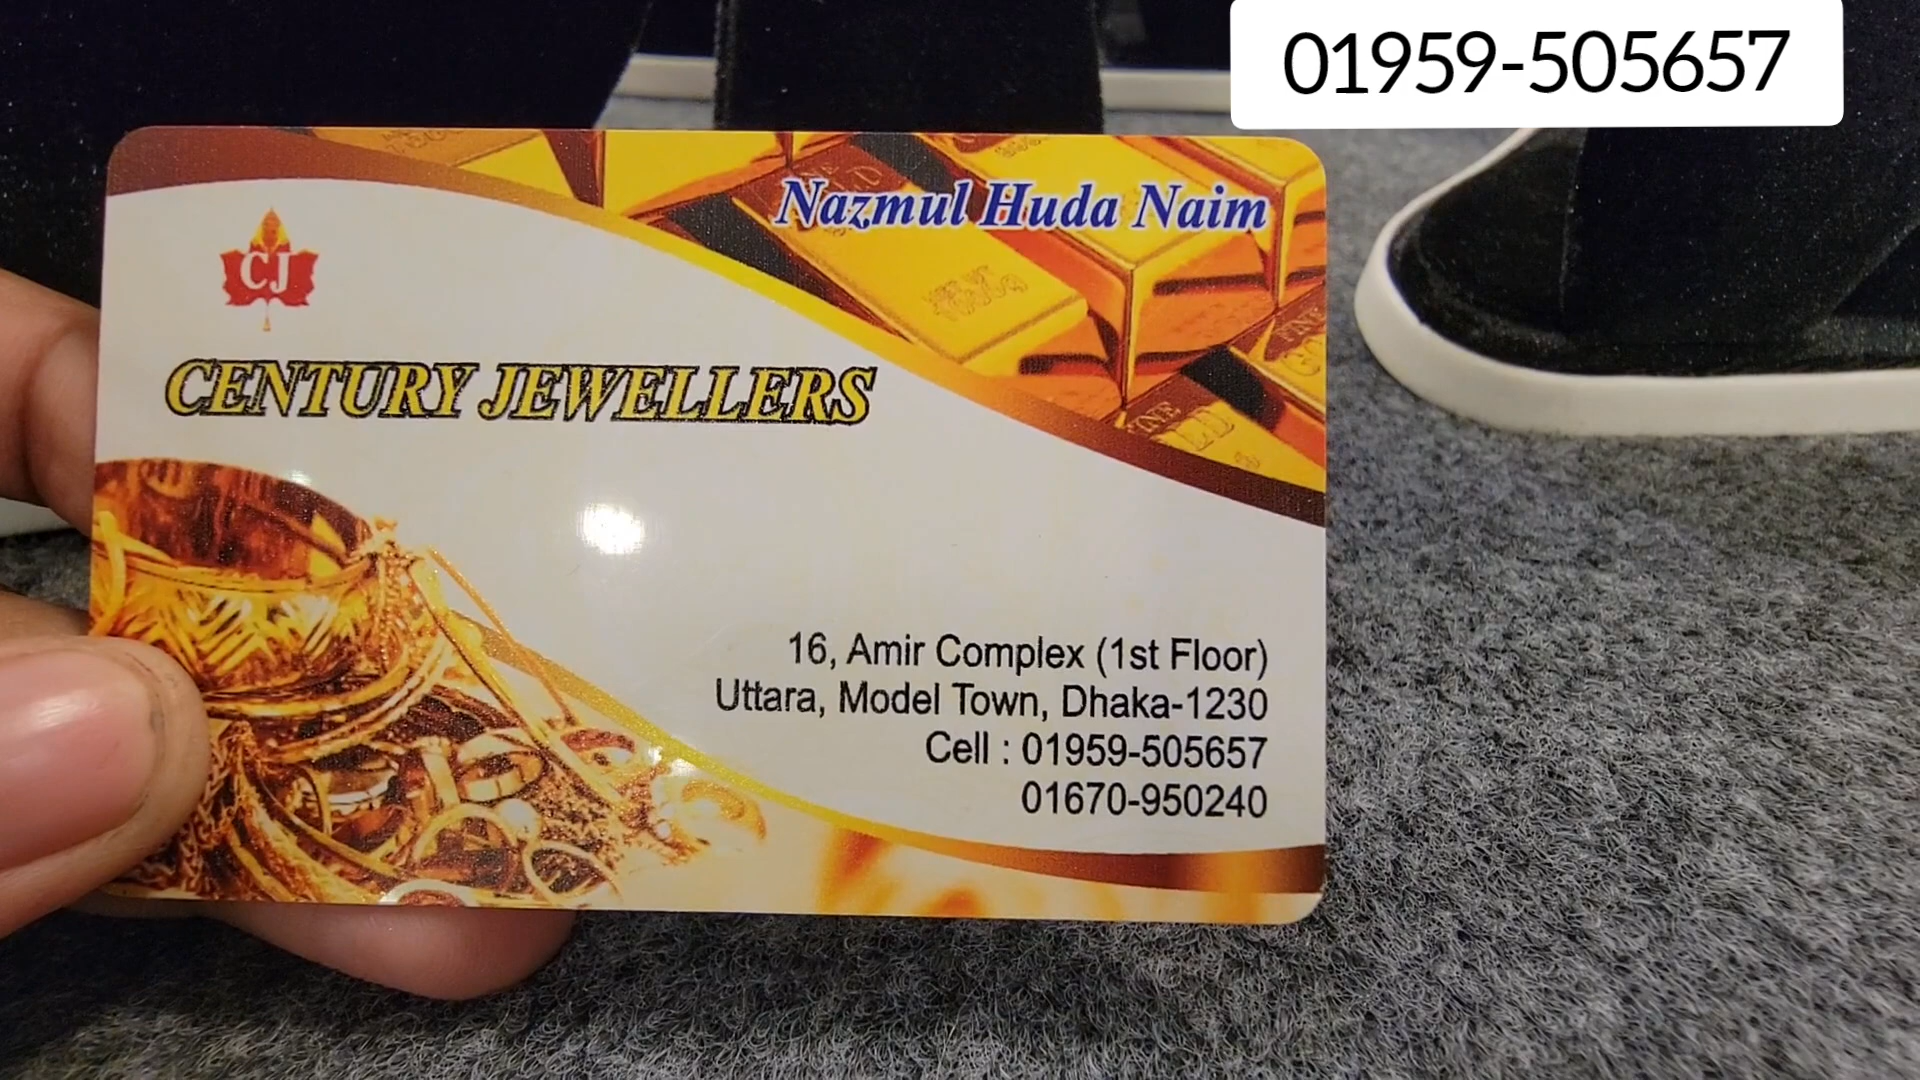 01959-505657
Nazmul Huda Naim
CJ
CENTURY JEWELLERS
16, Amir Complex (1st Floor)
Uttara, Model Town, Dhaka-1230
Cell : 01959-505657
01670-950240